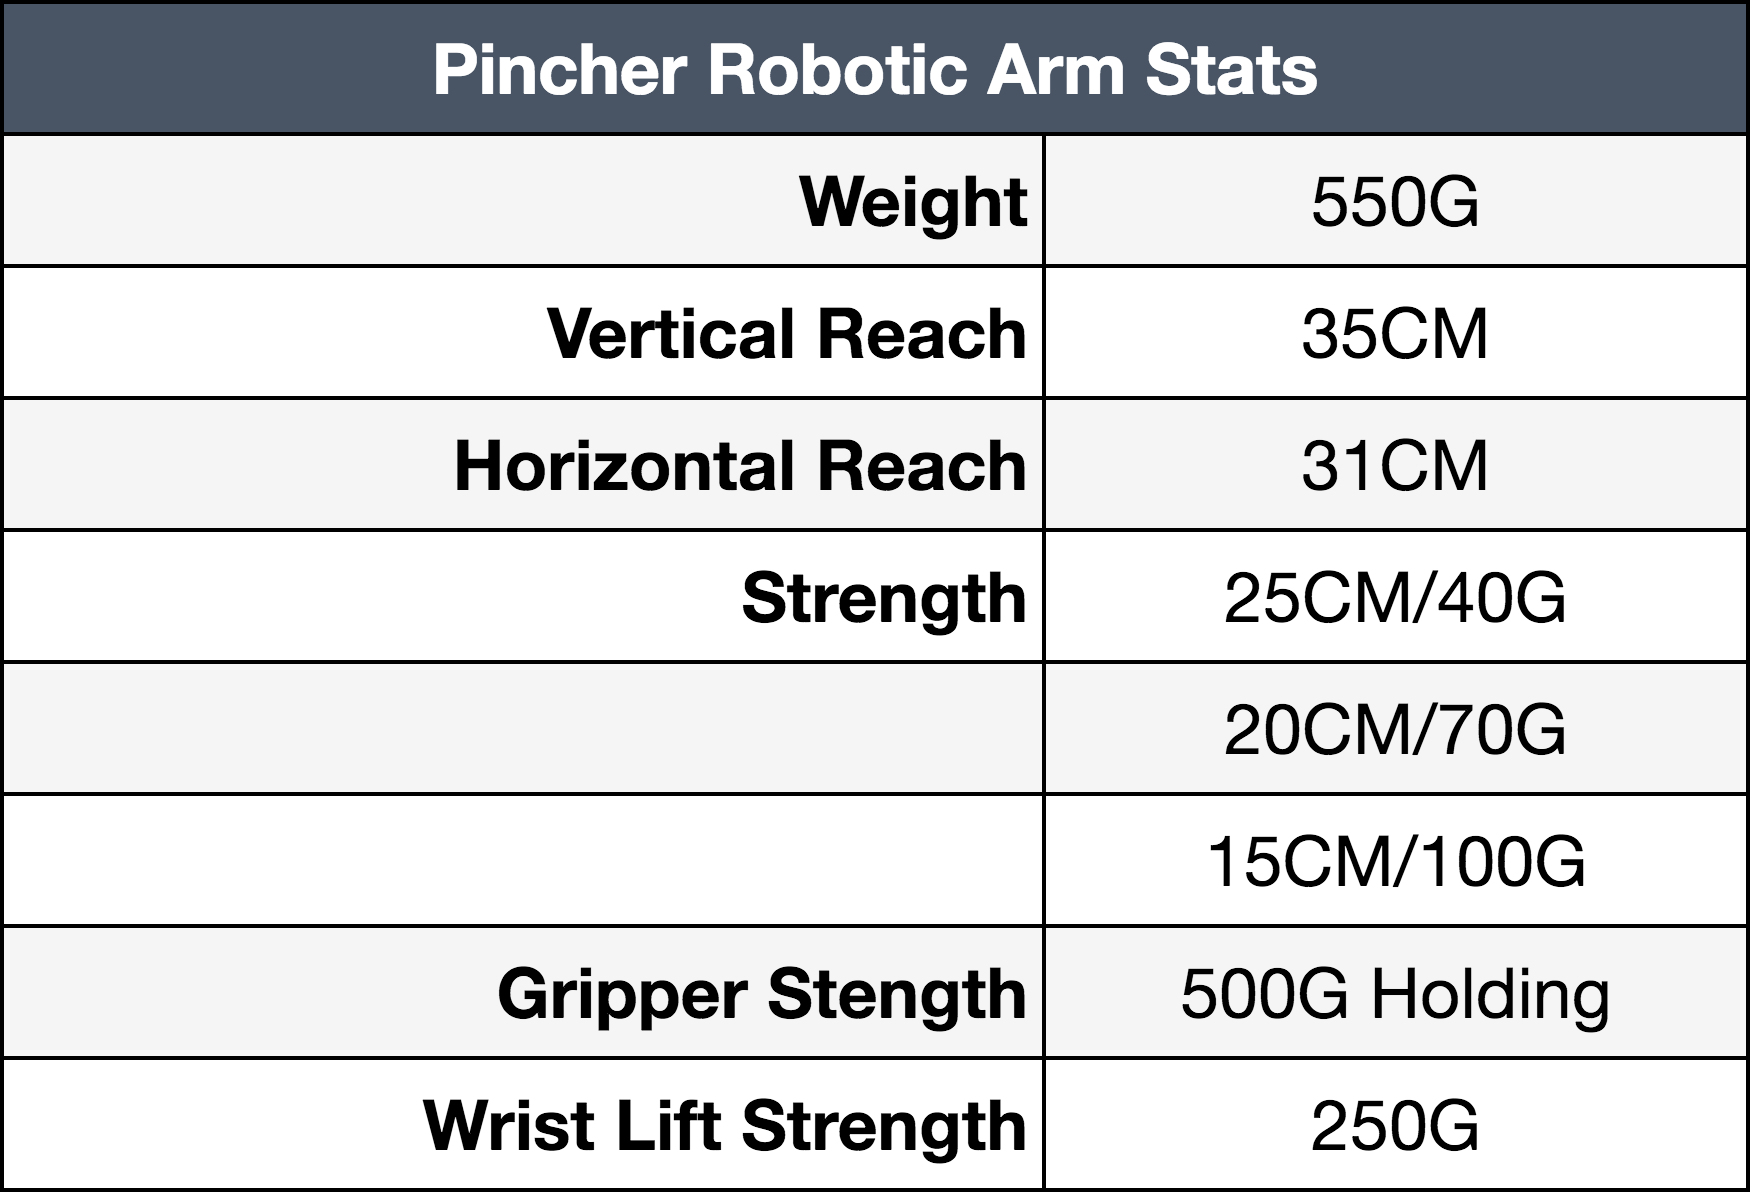 Pincher Robotic Arm Stats
Weight 550G
Vertical Reach 35CM
Horizontal Reach 31CM
Strength 25CM/40G
20CM/70G
15CM/100G
Gripper Stength 500G Holding
Wrist Lift Strength 250G